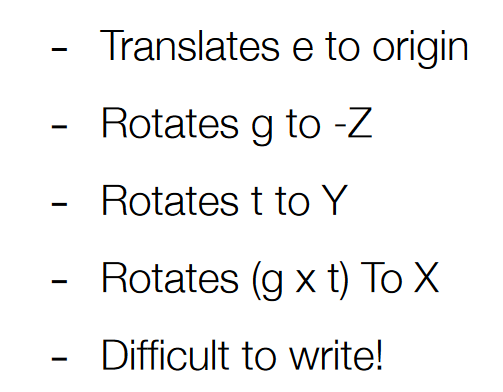 - Translates e to origin
- Rotates g to -Z
- Rotates t to Y
- Rotates (g x t) To X
- Difficult to write!